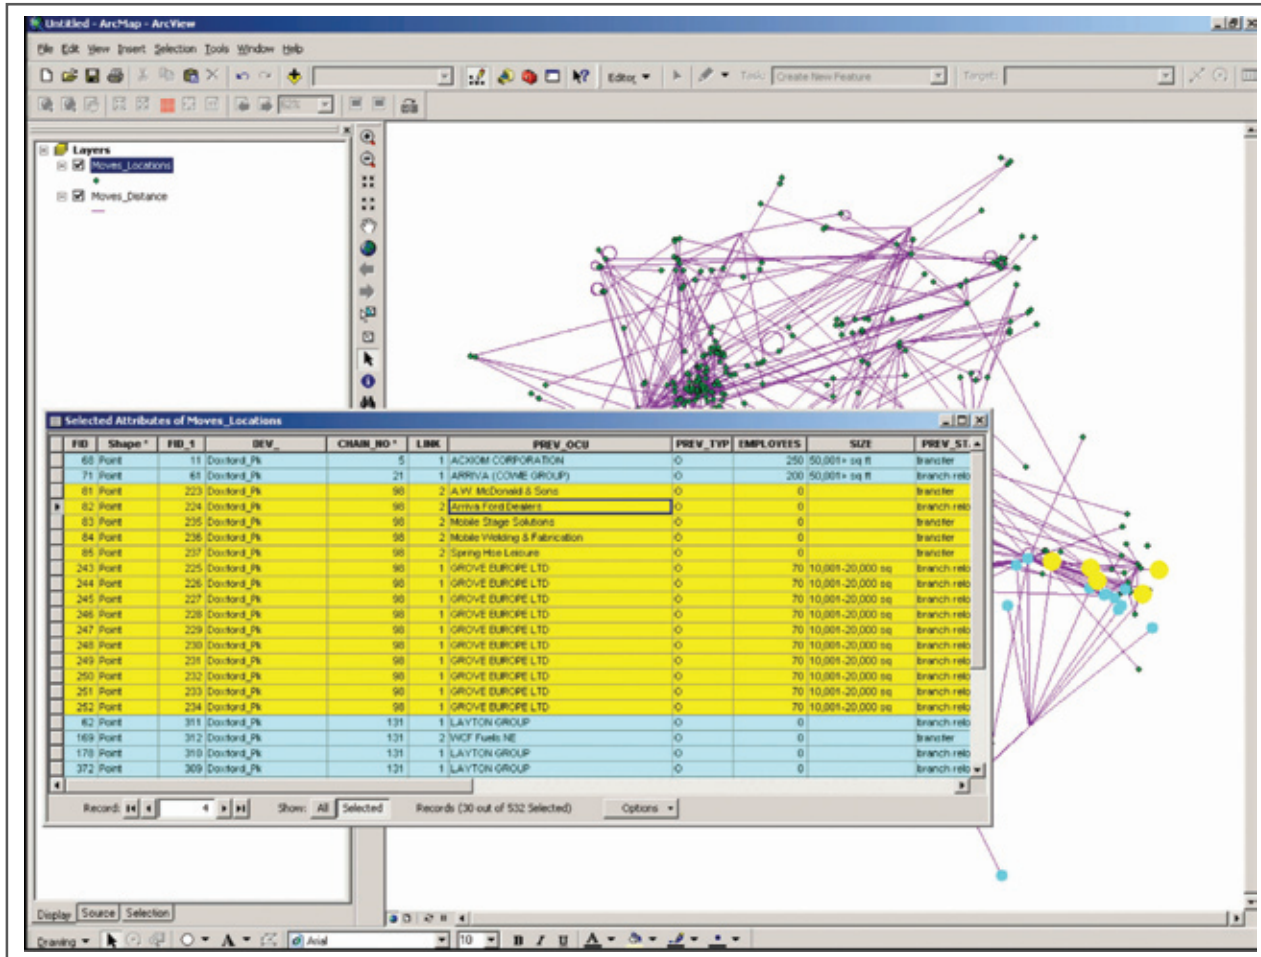 Untitled - ArcMap - ArcView
File Edit View Insert Selection Tools Window Help
Editor Task: Create New Feature Target:
62%
Layers
Moves_Locations
Moves_Distance
Selected Attributes of Moves_Locations
FID Shape * FID_1 DEV_ CHAIN_NO * LINK PREV_OCU PREV_TYP EMPLOYEES SIZE PREV_ST
68 Point 11 Doxford_Pk 5 1 ACXIOM CORPORATION O 250 50,001+ sq ft transfer
71 Point 61 Doxford_Pk 21 1 ARRIVA (COWIE GROUP) O 200 50,001+ sq ft branch relo
81 Point 223 Doxford_Pk 98 2 A.W. McDonald & Sons O 0 transfer
82 Point 224 Doxford_Pk 98 2 Arriva Ford Dealers O 0 branch relo
83 Point 235 Doxford_Pk 98 2 Mobile Stage Solutions O 0 transfer
84 Point 236 Doxford_Pk 98 2 Mobile Welding & Fabrication O 0 transfer
85 Point 237 Doxford_Pk 98 2 Spring Hse Leisure O 0 transfer
243 Point 225 Doxford_Pk 98 1 GROVE EUROPE LTD O 70 10,001-20,000 sq branch relo
244 Point 226 Doxford_Pk 98 1 GROVE EUROPE LTD O 70 10,001-20,000 sq branch relo
245 Point 227 Doxford_Pk 98 1 GROVE EUROPE LTD O 70 10,001-20,000 sq branch relo
246 Point 228 Doxford_Pk 98 1 GROVE EUROPE LTD O 70 10,001-20,000 sq branch relo
247 Point 229 Doxford_Pk 98 1 GROVE EUROPE LTD O 70 10,001-20,000 sq branch relo
248 Point 230 Doxford_Pk 98 1 GROVE EUROPE LTD O 70 10,001-20,000 sq branch relo
249 Point 231 Doxford_Pk 98 1 GROVE EUROPE LTD O 70 10,001-20,000 sq branch relo
250 Point 232 Doxford_Pk 98 1 GROVE EUROPE LTD O 70 10,001-20,000 sq branch relo
251 Point 233 Doxford_Pk 98 1 GROVE EUROPE LTD O 70 10,001-20,000 sq branch relo
252 Point 234 Doxford_Pk 98 1 GROVE EUROPE LTD O 70 10,001-20,000 sq branch relo
62 Point 311 Doxford_Pk 131 1 LAYTON GROUP O 0 branch relo
169 Point 312 Doxford_Pk 131 2 WCF Fuels NE O 0 transfer
178 Point 310 Doxford_Pk 131 1 LAYTON GROUP O 0 branch relo
372 Point 309 Doxford_Pk 131 1 LAYTON GROUP O 0 branch relo
Record: 4 Show: All Selected Records (30 out of 532 Selected) Options
Display Source Selection
Drawing A Arial 10 B I U A